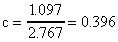 c = 1.097/2.767 = 0.396